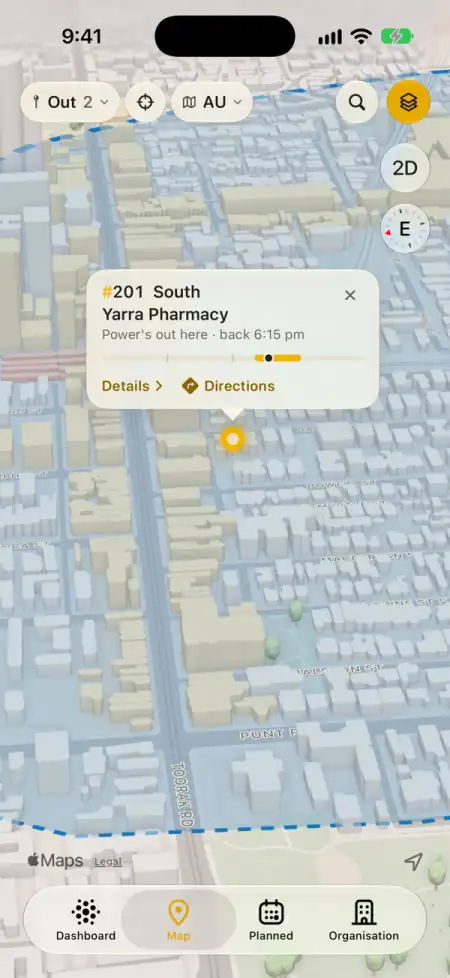 9:41
Out 2
AU
2D
E
#201 South
Yarra Pharmacy
Power's out here · back 6:15 pm
Details
Directions
PUNT R
TOORAK RD
Maps Legal
Dashboard
Map
Planned
Organisation